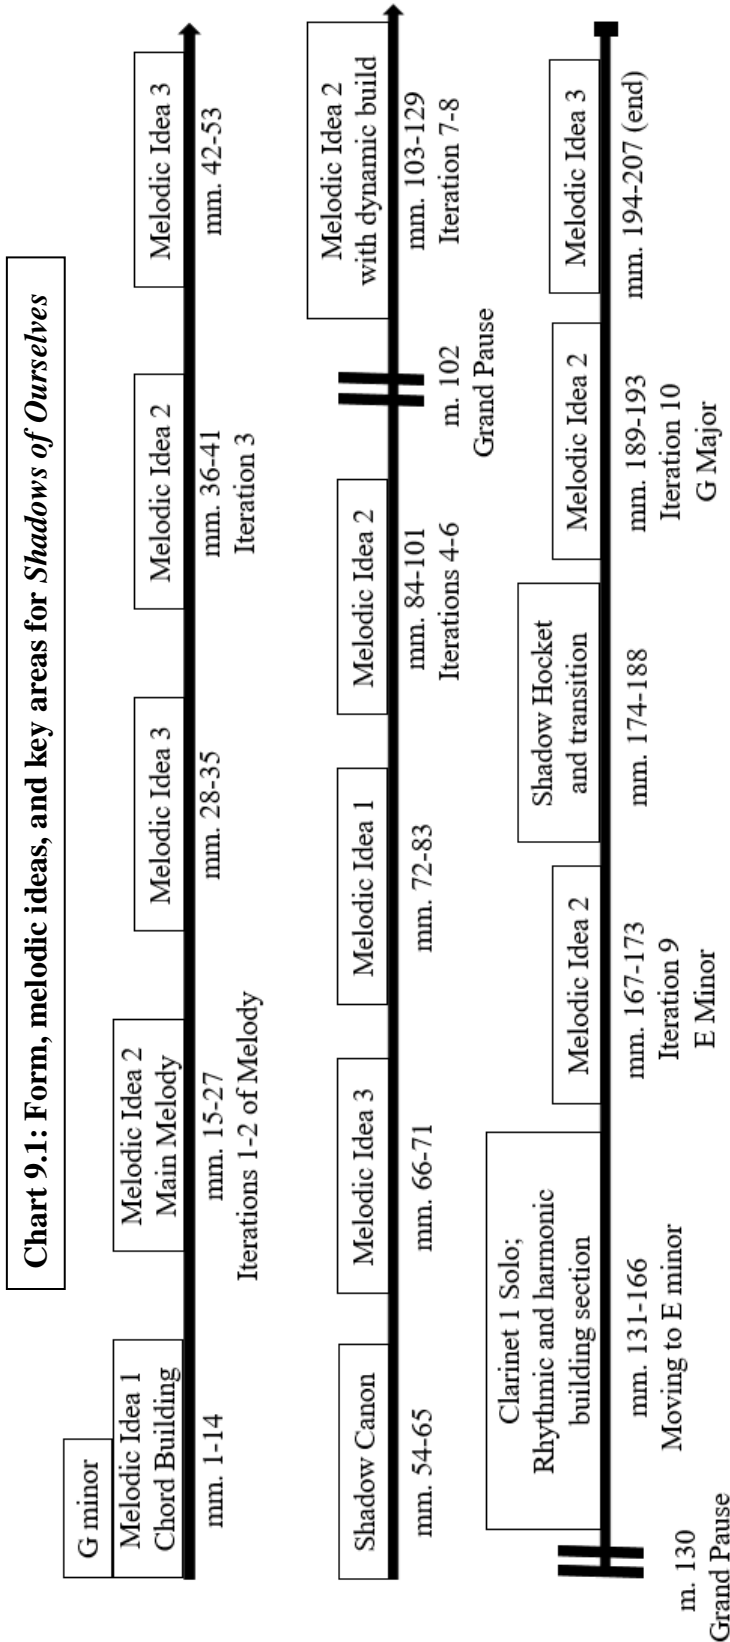 Chart 9.1: Form, melodic ideas, and key areas for Shadows of Ourselves
G minor
Melodic Idea 1
Chord Building
mm. 1-14
Melodic Idea 2
Main Melody
mm. 15-27
Iterations 1-2 of Melody
Melodic Idea 3
mm. 28-35
Melodic Idea 2
mm. 36-41
Iteration 3
Melodic Idea 3
mm. 42-53
Shadow Canon
mm. 54-65
Melodic Idea 3
mm. 66-71
Melodic Idea 1
mm. 72-83
Melodic Idea 2
mm. 84-101
Iterations 4-6
m. 102
Grand Pause
Melodic Idea 2
with dynamic build
mm. 103-129
Iteration 7-8
m. 130
Grand Pause
Clarinet 1 Solo;
Rhythmic and harmonic
building section
mm. 131-166
Moving to E minor
Melodic Idea 2
mm. 167-173
Iteration 9
E Minor
Shadow Hocket
and transition
mm. 174-188
Melodic Idea 2
mm. 189-193
Iteration 10
G Major
Melodic Idea 3
mm. 194-207 (end)